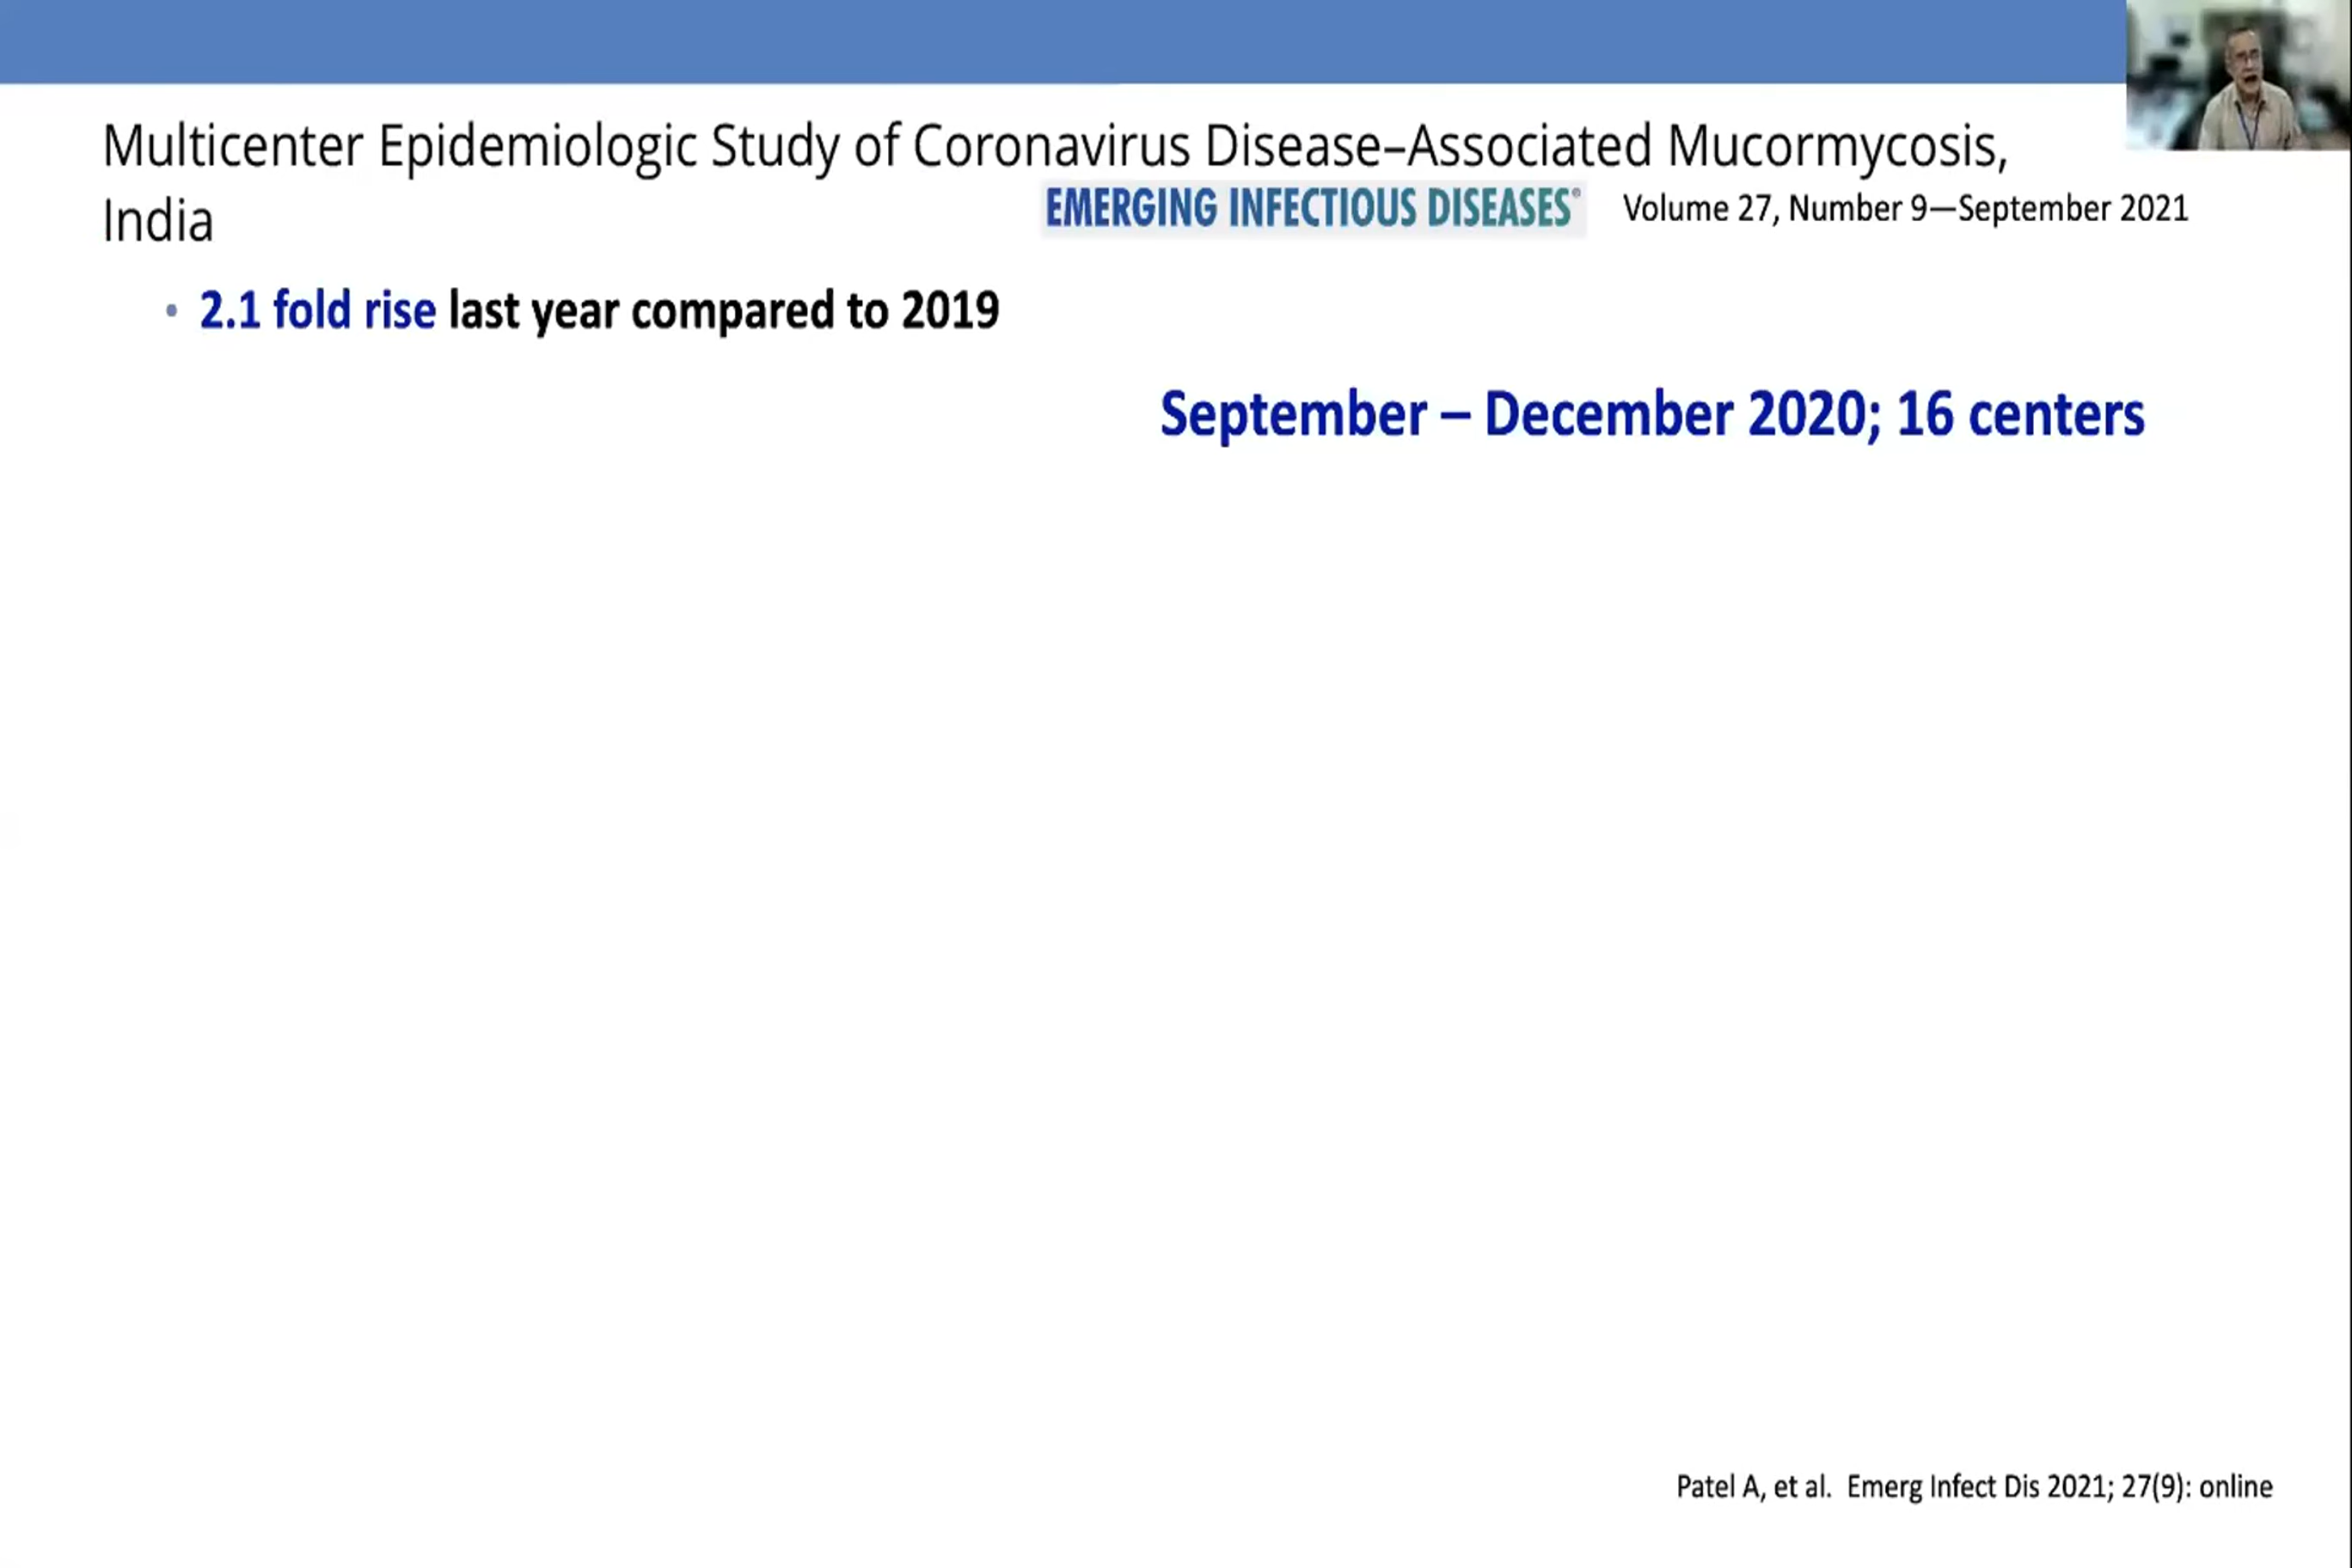 Multicenter Epidemiologic Study of Coronavirus Disease–Associated Mucormycosis,
India
EMERGING INFECTIOUS DISEASES® Volume 27, Number 9—September 2021
• 2.1 fold rise last year compared to 2019
September – December 2020; 16 centers
Patel A, et al. Emerg Infect Dis 2021; 27(9): online